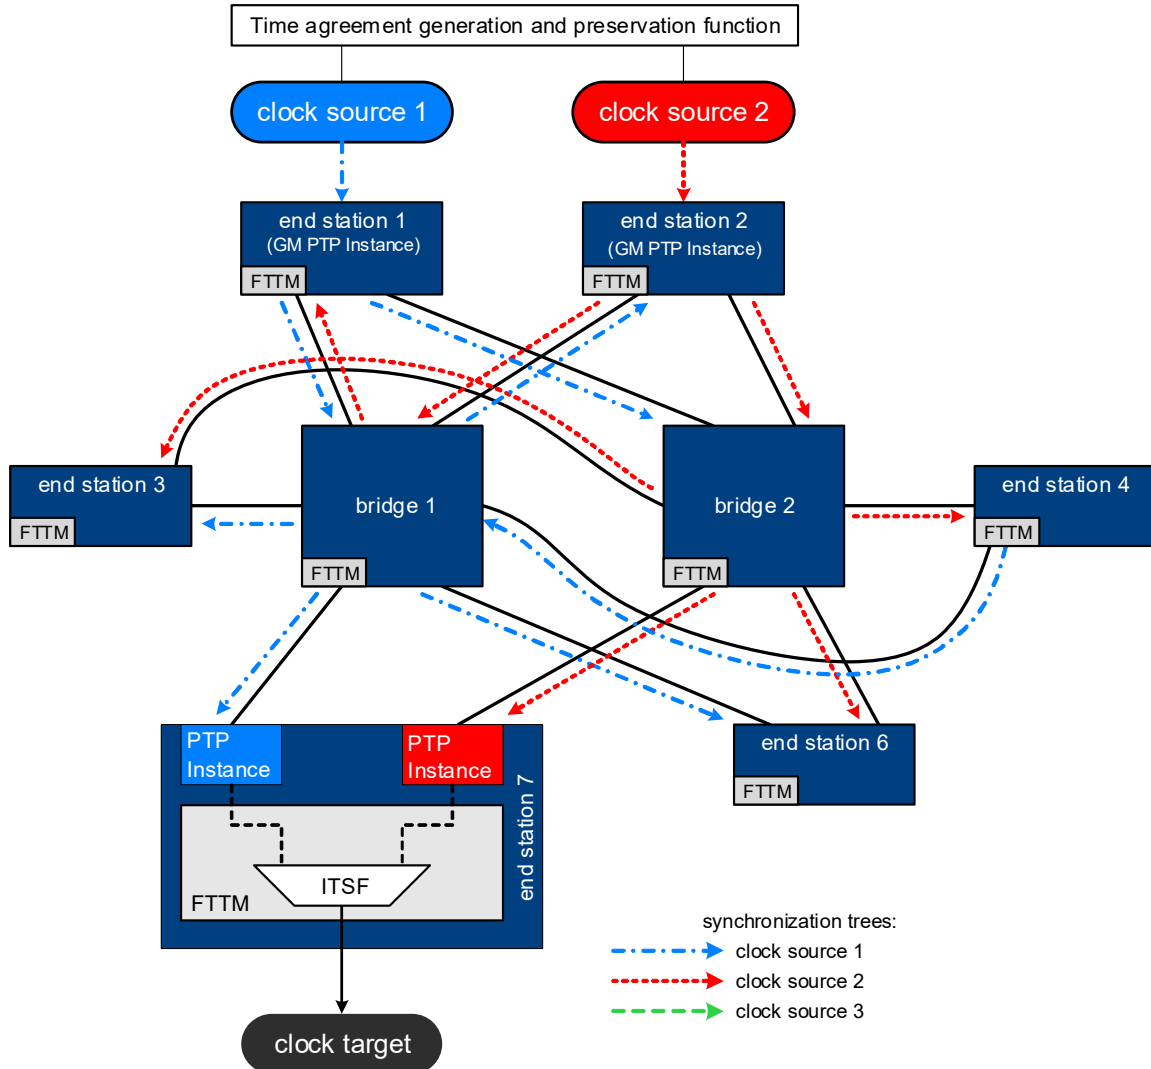 Time agreement generation and preservation function
clock source 1
clock source 2
end station 1
(GM PTP Instance)
FTTM
end station 2
(GM PTP Instance)
FTTM
end station 3
FTTM
bridge 1
FTTM
bridge 2
FTTM
end station 4
FTTM
PTP
Instance
PTP
Instance
end station 7
ITSF
FTTM
end station 6
FTTM
synchronization trees:
clock source 1
clock source 2
clock source 3
clock target